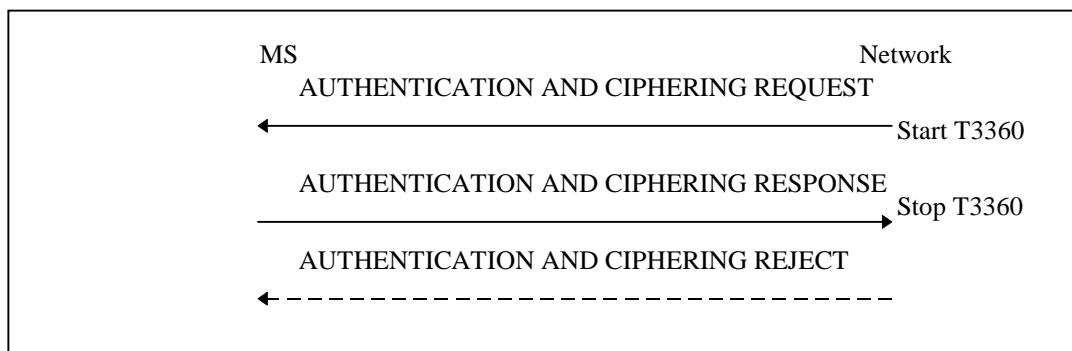 MS Network
AUTHENTICATION AND CIPHERING REQUEST
Start T3360
AUTHENTICATION AND CIPHERING RESPONSE
Stop T3360
AUTHENTICATION AND CIPHERING REJECT